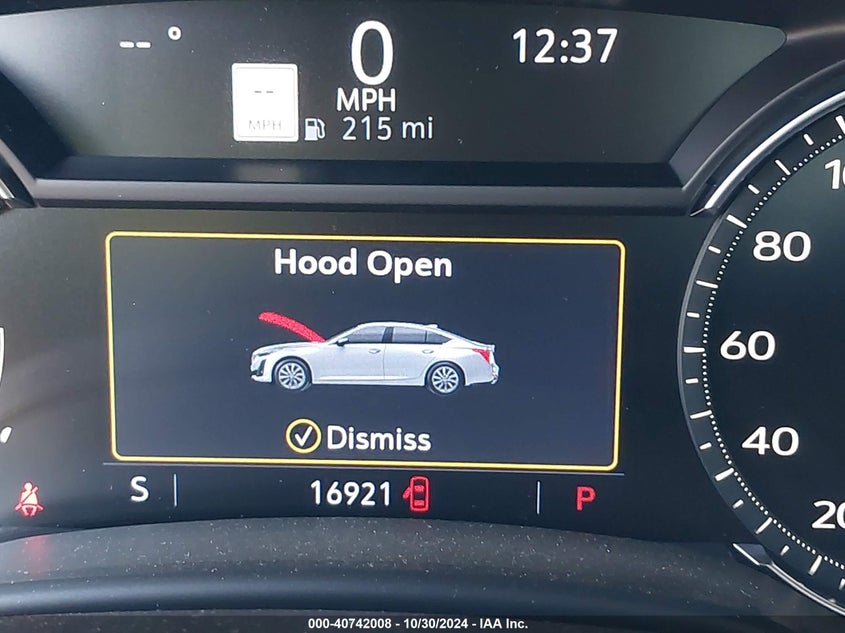 -- °
0
12:37
--
MPH
MPH
215 mi
Hood Open
80
60
Dismiss
40
S
16921
P
20
000-40742008 - 10/30/2024 - IAA Inc.